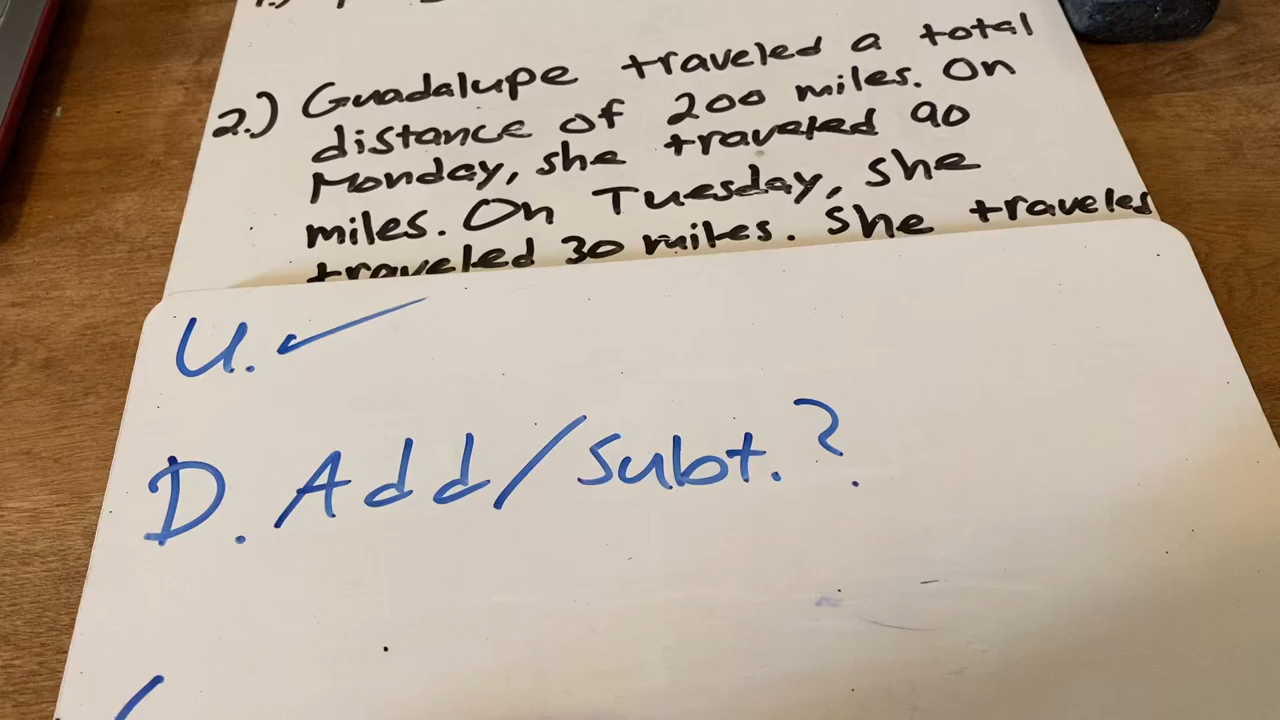 2.) Guadalupe traveled a total
distance of 200 miles. On
Monday, she traveled 90
miles. On Tuesday, she
traveled 30 miles. She traveled
U. ✓
D. Add/Subt.?